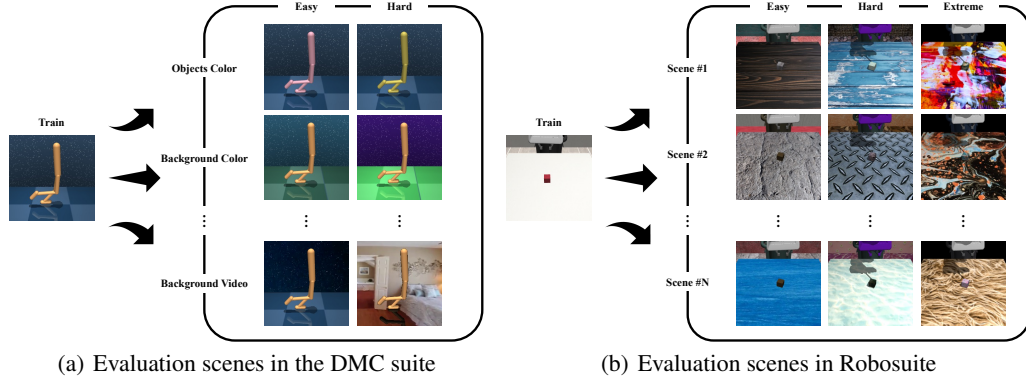 Easy
Hard
Objects Color
Train
Background Color
Background Video
(a) Evaluation scenes in the DMC suite
Easy
Hard
Extreme
Scene #1
Train
Scene #2
Scene #N
(b) Evaluation scenes in Robosuite